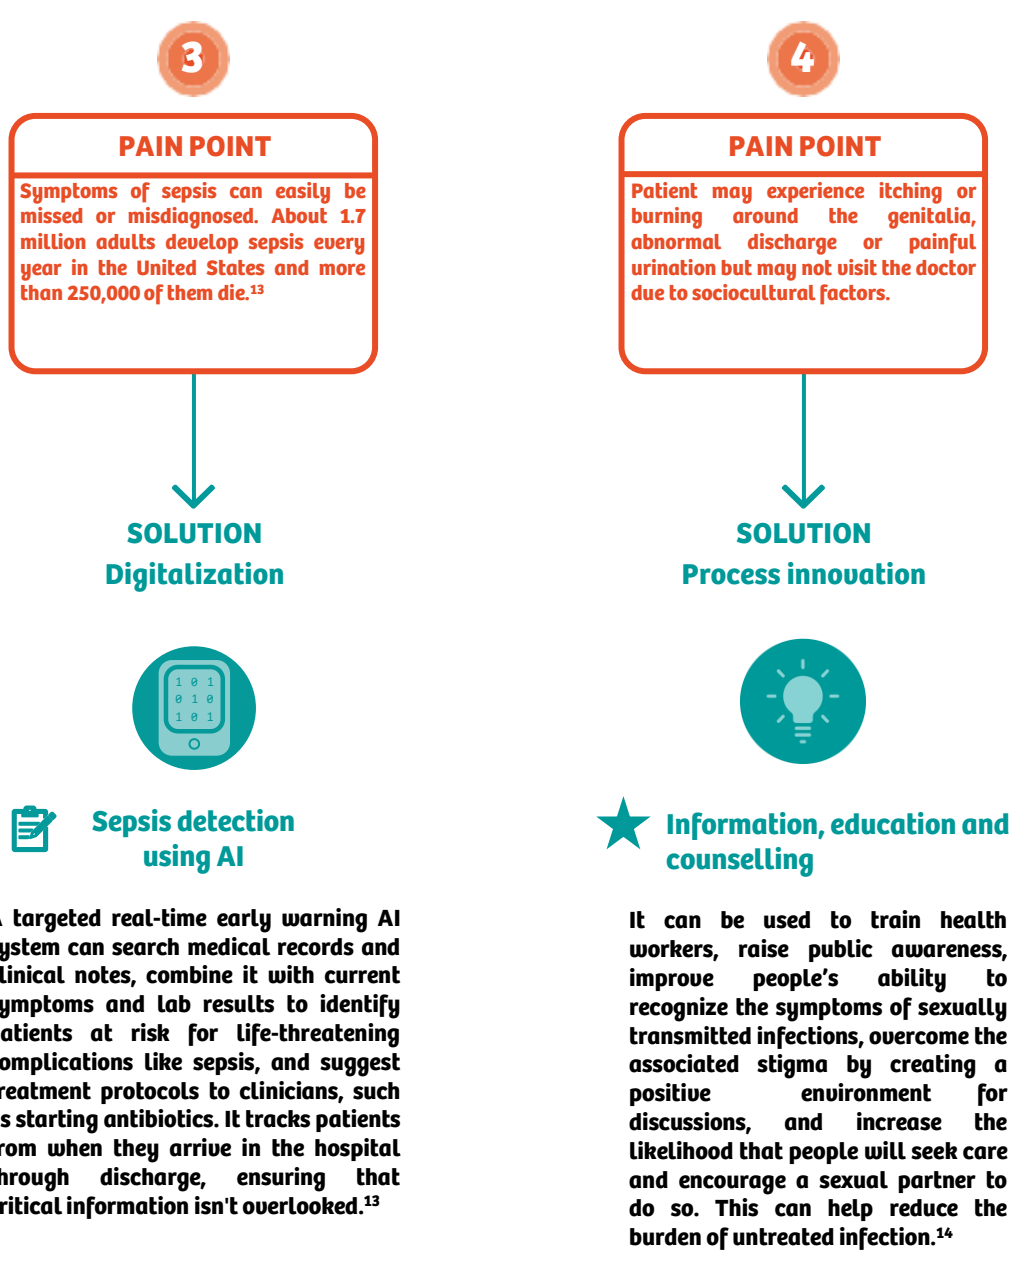 3
PAIN POINT
Symptoms of sepsis can easily be
missed or misdiagnosed. About 1.7
million adults develop sepsis every
year in the United States and more
than 250,000 of them die.¹³
SOLUTION
Digitalization
1 0 1
0 1 0
1 0 1
Sepsis detection
using AI
targeted real-time early warning AI
ystem can search medical records and
linical notes, combine it with current
ymptoms and lab results to identify
atients at risk for life-threatening
omplications like sepsis, and suggest
reatment protocols to clinicians, such
s starting antibiotics. It tracks patients
rom when they arrive in the hospital
hrough discharge, ensuring that
ritical information isn't overlooked.¹³
4
PAIN POINT
Patient may experience itching or
burning around the genitalia,
abnormal discharge or painful
urination but may not visit the doctor
due to sociocultural factors.
SOLUTION
Process innovation
Information, education and
counselling
It can be used to train health
workers, raise public awareness,
improve people’s ability to
recognize the symptoms of sexually
transmitted infections, overcome the
associated stigma by creating a
positive environment for
discussions, and increase the
likelihood that people will seek care
and encourage a sexual partner to
do so. This can help reduce the
burden of untreated infection.¹⁴